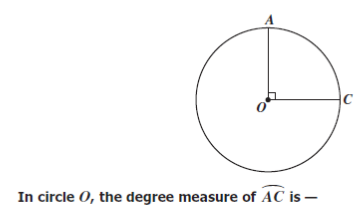 A
O
C
In circle O, the degree measure of AC is —